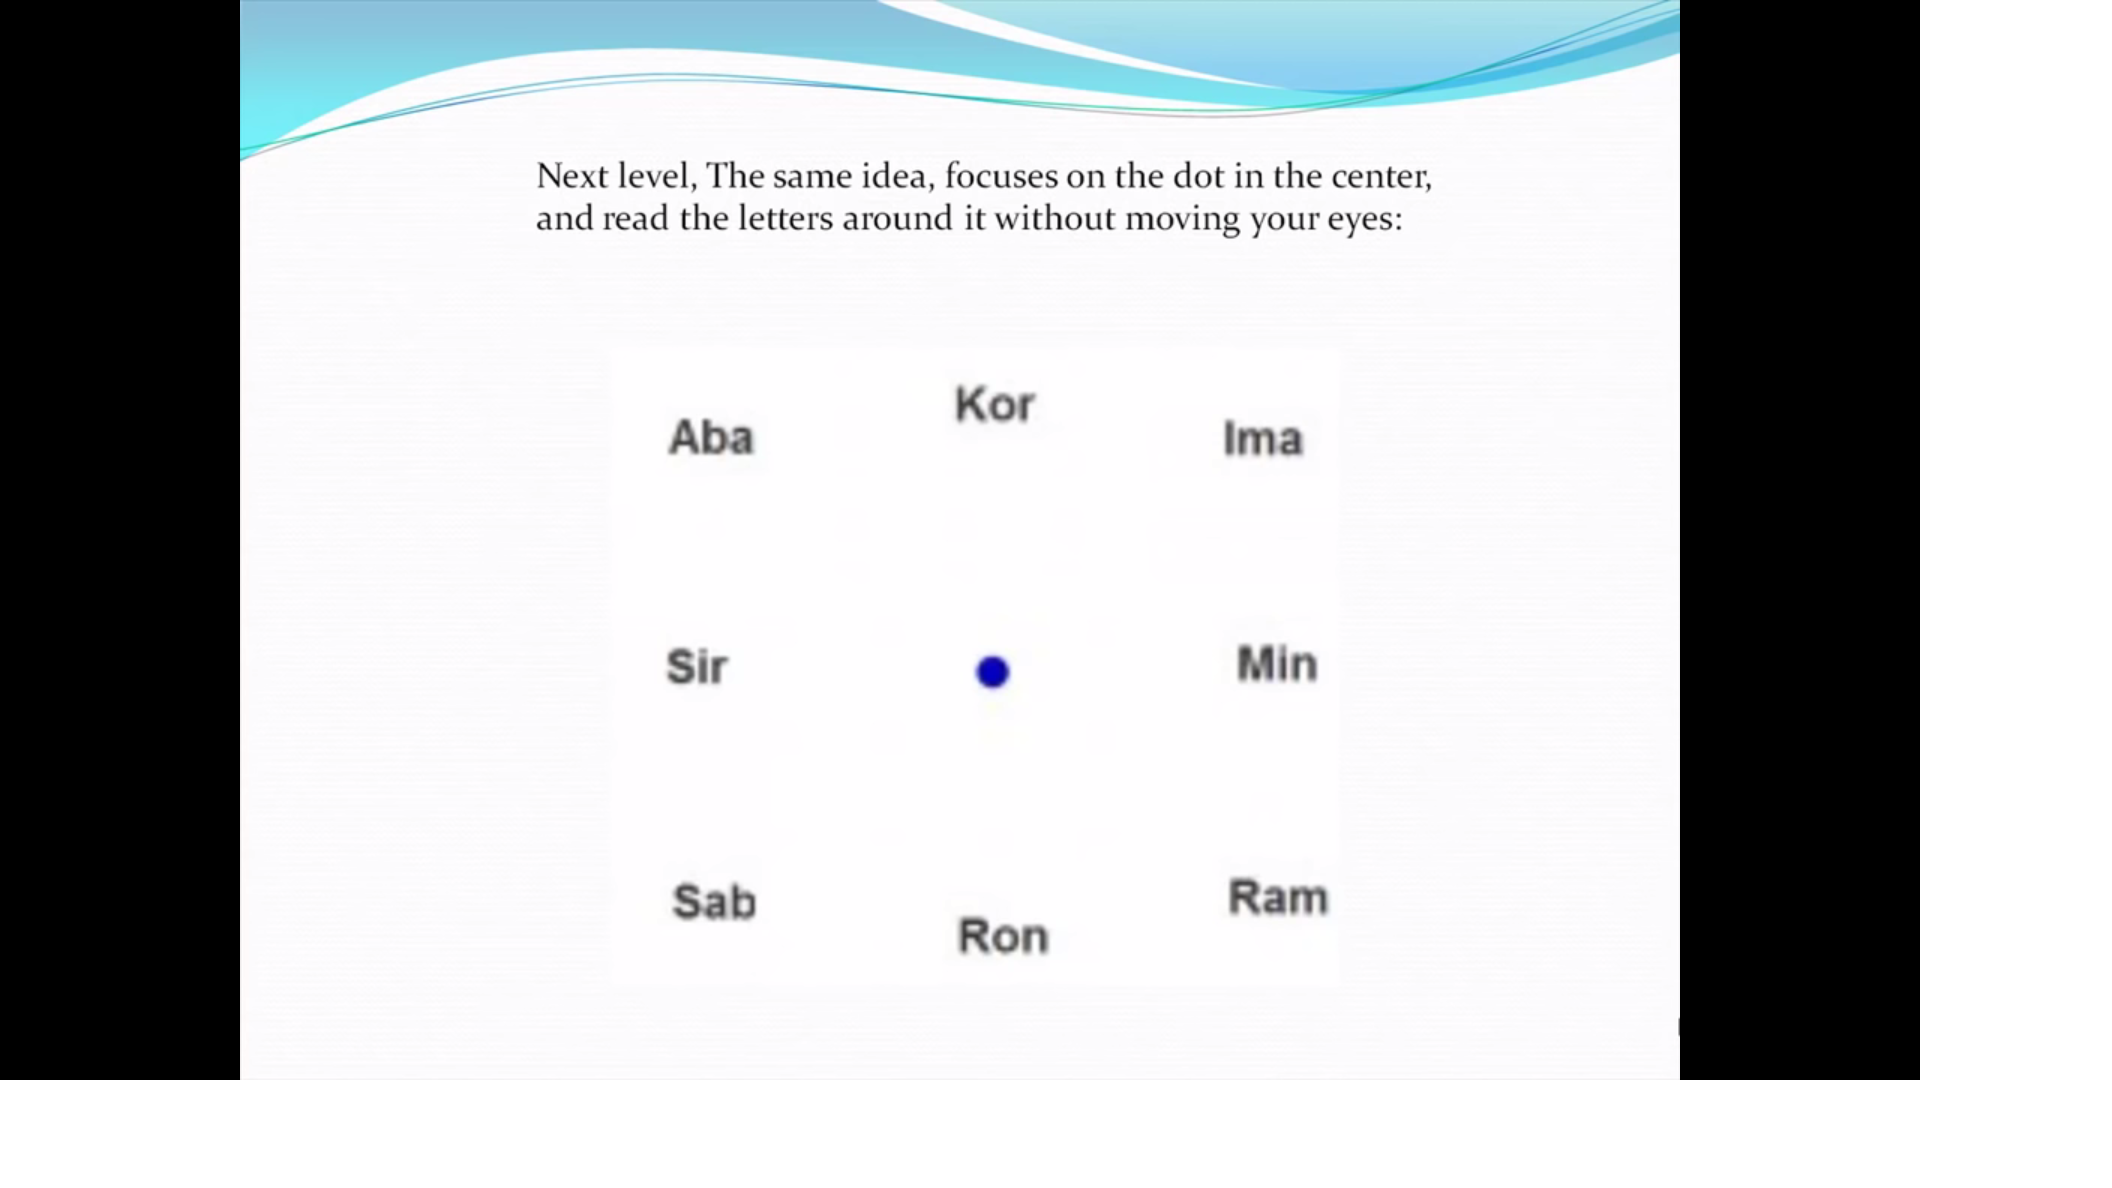 Next level, The same idea, focuses on the dot in the center,
and read the letters around it without moving your eyes:
Kor
Aba
Ima
Sir
Min
Sab
Ram
Ron